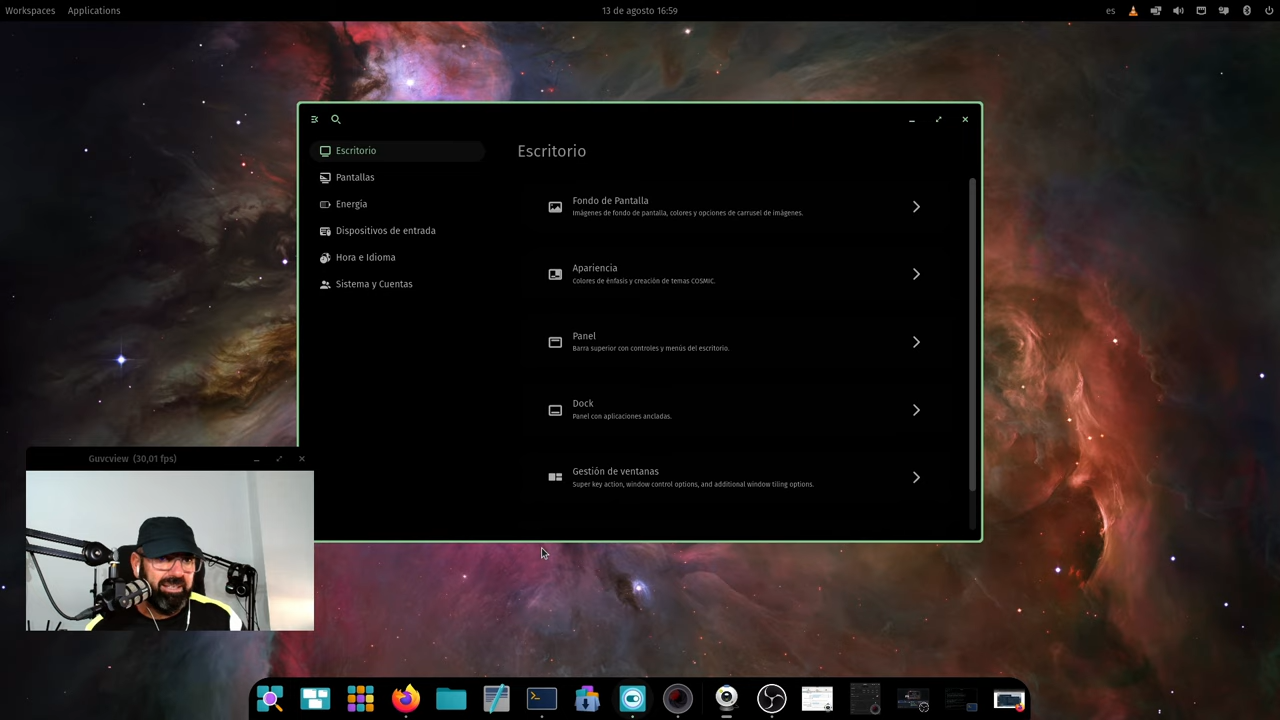 Workspaces Applications 13 de agosto 16:59 es
Escritorio
Pantallas
Energía
Dispositivos de entrada
Hora e Idioma
Sistema y Cuentas
Escritorio
Fondo de Pantalla
Imágenes de fondo de pantalla, colores y opciones de carrusel de imágenes.
Apariencia
Colores de énfasis y creación de temas COSMIC.
Panel
Barra superior con controles y menús del escritorio.
Dock
Panel con aplicaciones ancladas.
Gestión de ventanas
Super key action, window control options, and additional window tiling options.
Guvcview (30,01 fps)